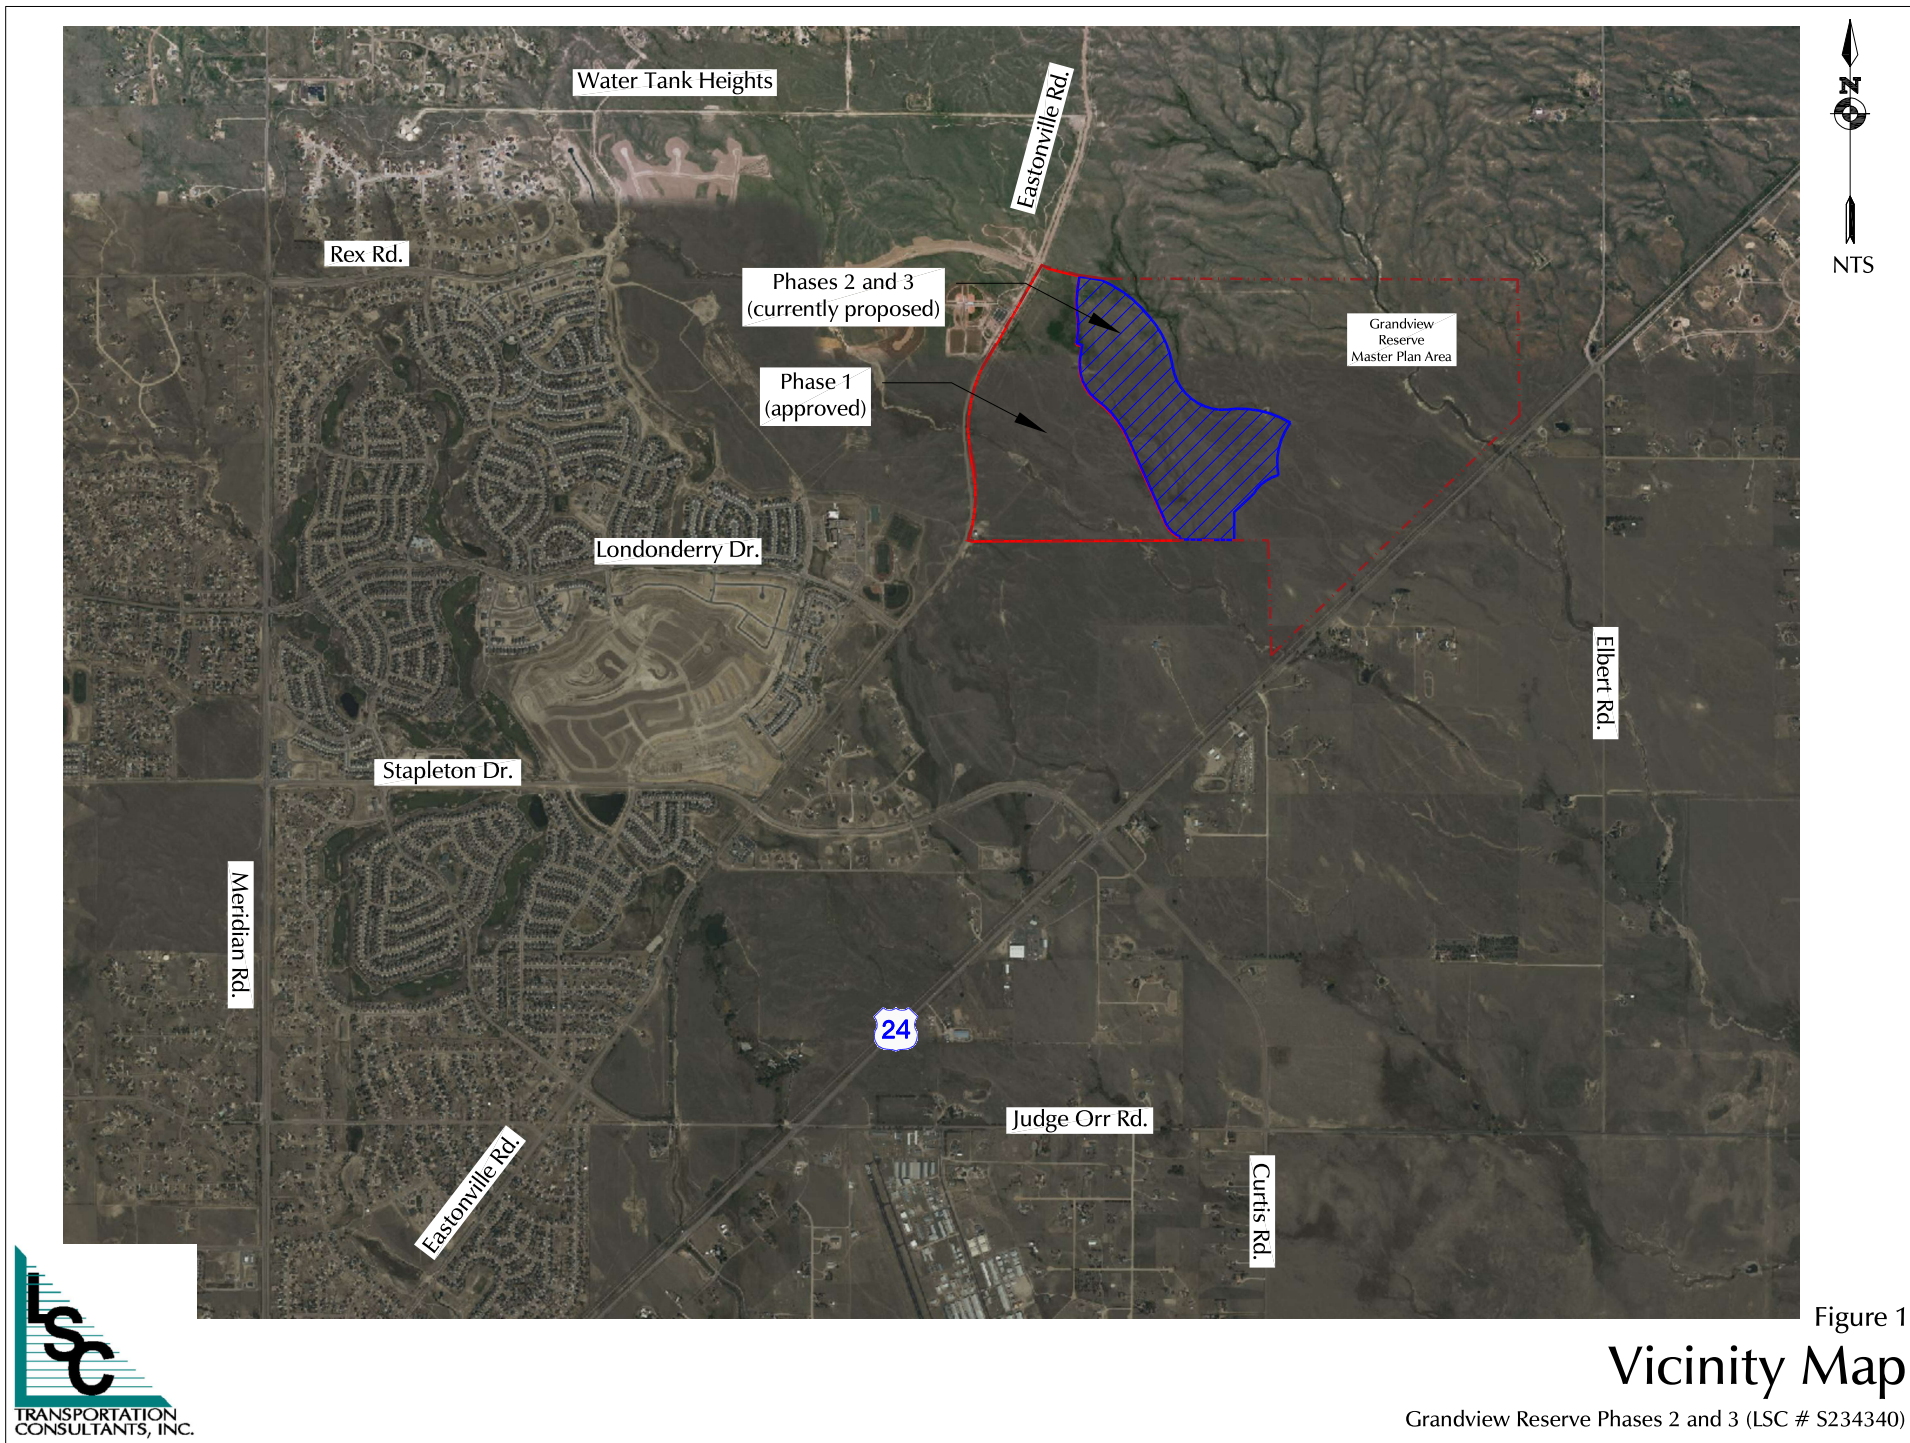 Water Tank Heights
Eastonville Rd.
N
NTS
Rex Rd.
Phases 2 and 3
(currently proposed)
Grandview
Reserve
Master Plan Area
Phase 1
(approved)
Londonderry Dr.
Elbert Rd.
Stapleton Dr.
Meridian Rd.
24
Judge Orr Rd.
Eastonville Rd.
Curtis Rd.
LSC
TRANSPORTATION
CONSULTANTS, INC.
Figure 1
Vicinity Map
Grandview Reserve Phases 2 and 3 (LSC # S234340)